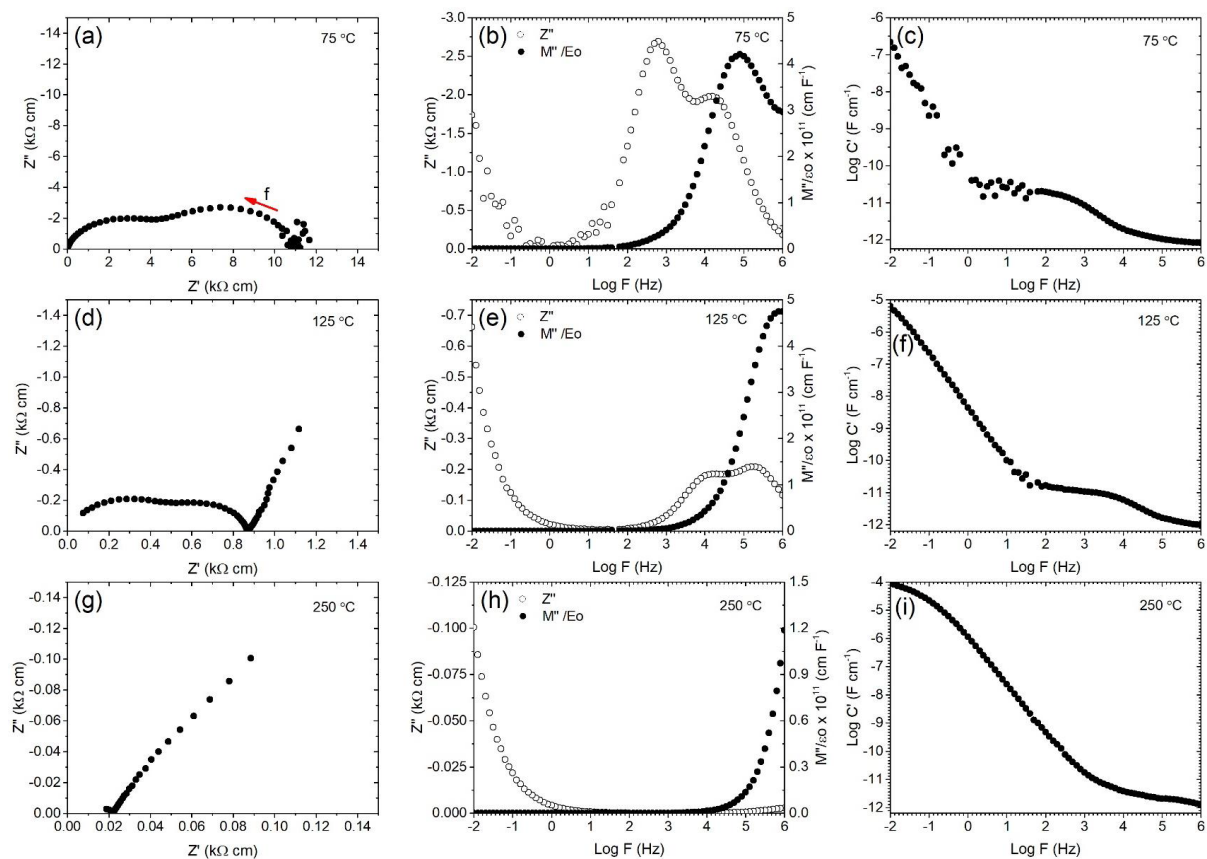 (a)
75 °C
f
-14
-12
-10
-8
-6
-4
-2
0
0 2 4 6 8 10 12 14 16
Z'' (kΩ cm)
Z' (kΩ cm)
(b)
75 °C
Z''
M'' /Eo
-3.0
-2.5
-2.0
-1.5
-1.0
-0.5
0.0
5
4
3
2
1
0
-2 -1 0 1 2 3 4 5 6
Z'' (kΩ cm)
M''/εo x 10¹¹ (cm F⁻¹)
Log F (Hz)
(c)
75 °C
-6
-7
-8
-9
-10
-11
-12
-2 -1 0 1 2 3 4 5 6
Log C' (F cm⁻¹)
Log F (Hz)
(d)
125 °C
-1.4
-1.2
-1.0
-0.8
-0.6
-0.4
-0.2
0.0
0.0 0.2 0.4 0.6 0.8 1.0 1.2 1.4
Z'' (kΩ cm)
Z' (kΩ cm)
(e)
125 °C
Z''
M'' /Eo
-0.7
-0.6
-0.5
-0.4
-0.3
-0.2
-0.1
0.0
5
4
3
2
1
0
-2 -1 0 1 2 3 4 5 6
Z'' (kΩ cm)
M''/εo x 10¹¹ (cm F⁻¹)
Log F (Hz)
(f)
125 °C
-5
-6
-7
-8
-9
-10
-11
-12
-2 -1 0 1 2 3 4 5 6
Log C' (F cm⁻¹)
Log F (Hz)
(g)
250 °C
-0.14
-0.12
-0.10
-0.08
-0.06
-0.04
-0.02
0.00
0.00 0.02 0.04 0.06 0.08 0.10 0.12 0.14
Z'' (kΩ cm)
Z' (kΩ cm)
(h)
250 °C
Z''
M'' /Eo
-0.125
-0.100
-0.075
-0.050
-0.025
0.000
1.5
1.2
0.9
0.6
0.3
0.0
-2 -1 0 1 2 3 4 5 6
Z'' (kΩ cm)
M''/εo x 10¹¹ (cm F⁻¹)
Log F (Hz)
(i)
250 °C
-4
-5
-6
-7
-8
-9
-10
-11
-12
-2 -1 0 1 2 3 4 5 6
Log C' (F cm⁻¹)
Log F (Hz)